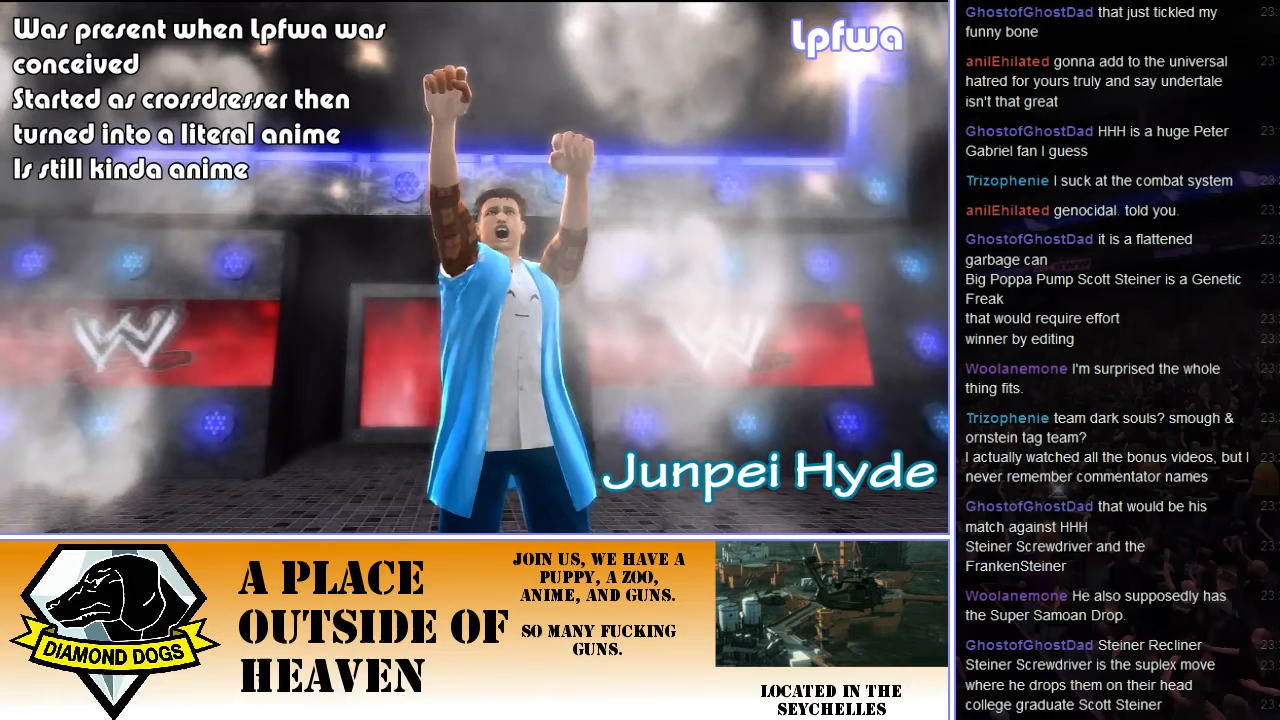 Was present when Lpfwa was
conceived
Started as crossdresser then
turned into a literal anime
Is still kinda anime
Lpfwa
Junpei Hyde
DIAMOND DOGS
A PLACE
OUTSIDE OF
HEAVEN
JOIN US, WE HAVE A
PUPPY, A ZOO,
ANIME, AND GUNS.
SO MANY FUCKING
GUNS.
LOCATED IN THE
SEYCHELLES
GhostofGhostDad that just tickled my
funny bone
anilEhilated gonna add to the universal
hatred for yours truly and say undertale
isn't that great
GhostofGhostDad HHH is a huge Peter
Gabriel fan I guess
Trizophenie I suck at the combat system
anilEhilated genocidal. told you.
GhostofGhostDad it is a flattened
garbage can
Big Poppa Pump Scott Steiner is a Genetic
Freak
that would require effort
winner by editing
Woolanemone I'm surprised the whole
thing fits.
Trizophenie team dark souls? smough &
ornstein tag team?
I actually watched all the bonus videos, but I
never remember commentator names
GhostofGhostDad that would be his
match against HHH
Steiner Screwdriver and the
FrankenSteiner
Woolanemone He also supposedly has
the Super Samoan Drop.
GhostofGhostDad Steiner Recliner
Steiner Screwdriver is the suplex move
where he drops them on their head
college graduate Scott Steiner